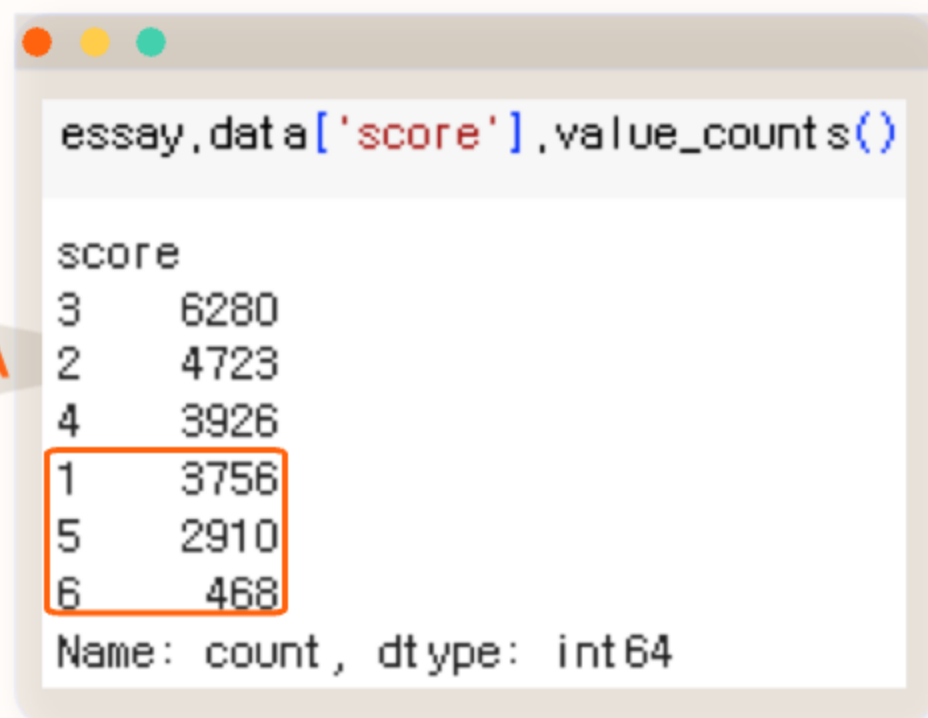 essay.data['score'].value_counts()
score
3 6280
2 4723
4 3926
1 3756
5 2910
6 468
Name: count, dtype: int64